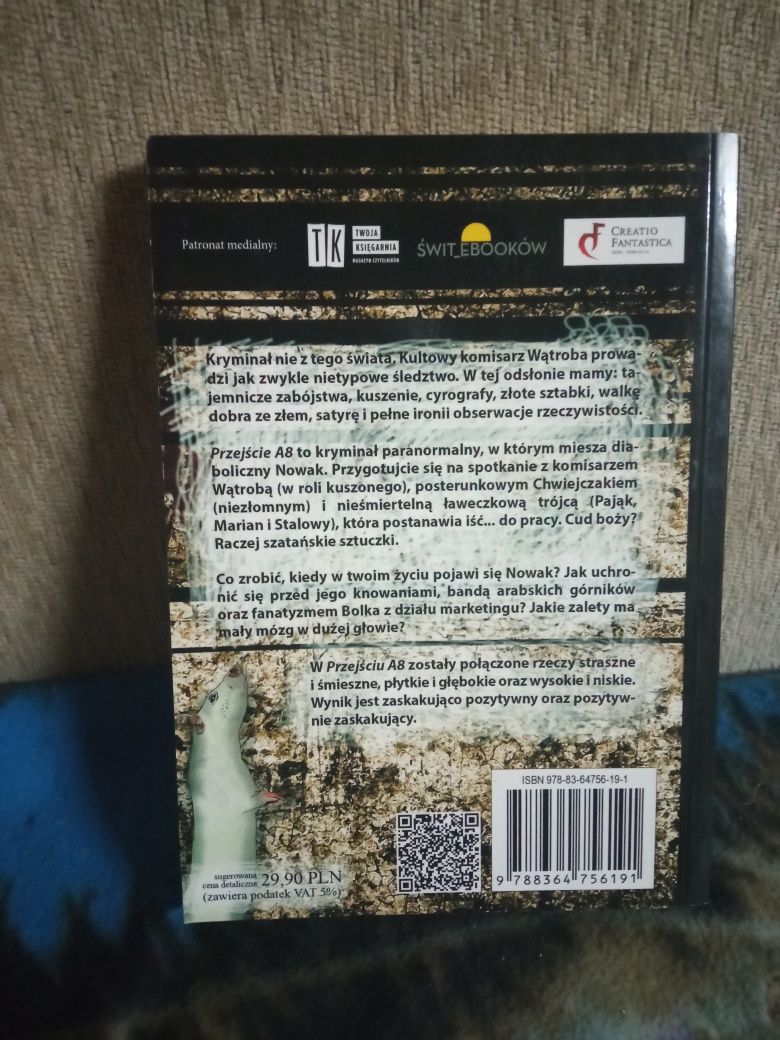 Patronat medialny:
TK
TWOJA
KSIĘGARNIA
MAGAZYN CZYTELNIKÓW
ŚWIT_EBOOKÓW
CREATIO
FANTASTICA
Kryminał nie z tego świata. Kultowy komisarz Wątroba prowa-
dzi jak zwykle nietypowe śledztwo. W tej odsłonie mamy: ta-
jemnicze zabójstwa, kuszenie, cyrografy, złote sztabki, walkę
dobra ze złem, satyrę i pełne ironii obserwacje rzeczywistości.
Przejście A8 to kryminał paranormalny, w którym miesza dia-
boliczny Nowak. Przygotujcie się na spotkanie z komisarzem
Wątrobą (w roli kuszonego), posterunkowym Chwiejczakiem
(niezłomnym) i nieśmiertelną ławeczkową trójcą (Pająk,
Marian i Stalowy), która postanawia iść... do pracy. Cud boży?
Raczej szatańskie sztuczki.
Co zrobić, kiedy w twoim życiu pojawi się Nowak? Jak uchro-
nić się przed jego knowaniami, bandą arabskich górników
oraz fanatyzmem Bolka z działu marketingu? Jakie zalety ma
mały mózg w dużej głowie?
W Przejściu A8 zostały połączone rzeczy straszne
i śmieszne, płytkie i głębokie oraz wysokie i niskie.
Wynik jest zaskakująco pozytywny oraz pozytyw-
nie zaskakujący.
ISBN 978-83-64756-19-1
9 788364 756191
sugerowana
cena detaliczna 29,90 PLN
(zawiera podatek VAT 5%)